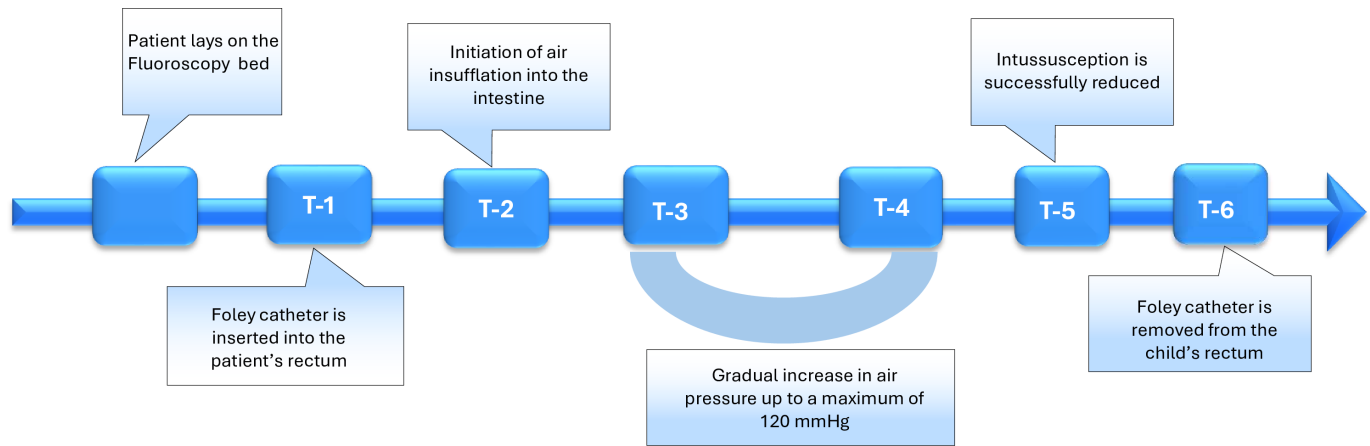 Patient lays on the
Fluoroscopy bed
Initiation of air
insufflation into the
intestine
Intussusception is
successfully reduced
T-1
T-2
T-3
T-4
T-5
T-6
Foley catheter is
inserted into the
patient’s rectum
Gradual increase in air
pressure up to a maximum of
120 mmHg
Foley catheter is
removed from the
child’s rectum